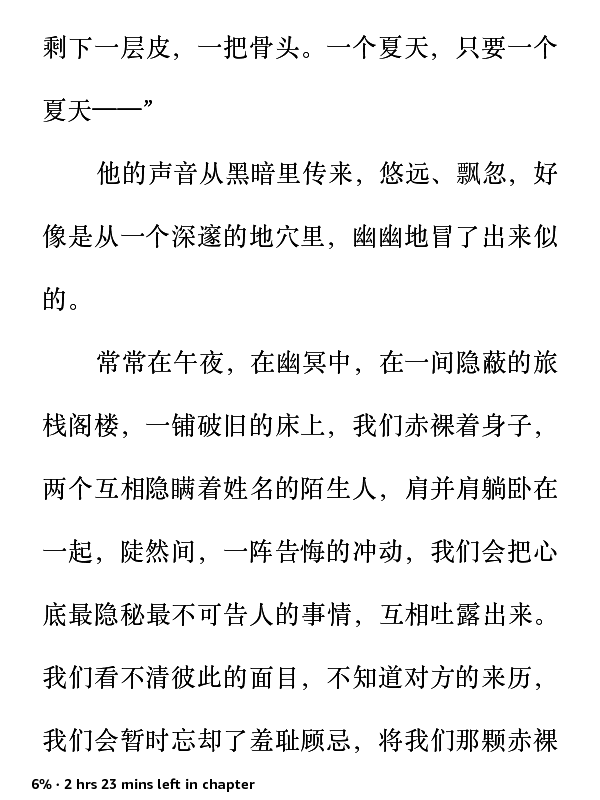 剩下一层皮，一把骨头。一个夏天，只要一个
夏天——”
他的声音从黑暗里传来，悠远、飘忽，好
像是从一个深邃的地穴里，幽幽地冒了出来似
的。
常常在午夜，在幽冥中，在一间隐蔽的旅
栈阁楼，一铺破旧的床上，我们赤裸着身子，
两个互相隐瞒着姓名的陌生人，肩并肩躺卧在
一起，陡然间，一阵告悔的冲动，我们会把心
底最隐秘最不可告人的事情，互相吐露出来。
我们看不清彼此的面目，不知道对方的来历，
我们会暂时忘却了羞耻顾忌，将我们那颗赤裸
6% · 2 hrs 23 mins left in chapter